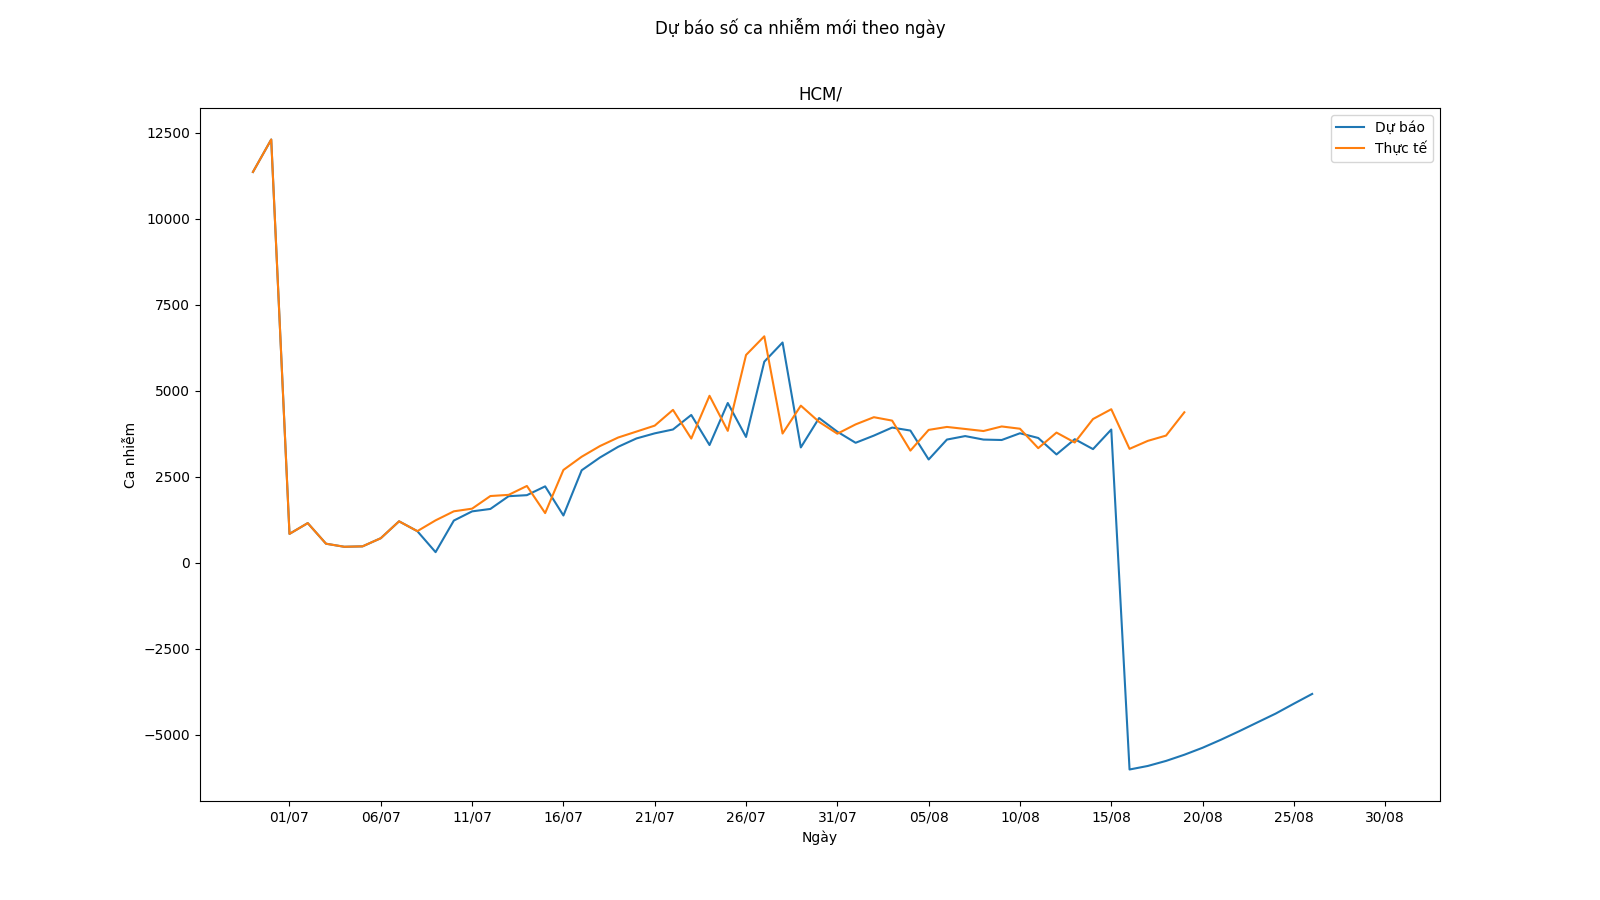 Dự báo số ca nhiễm mới theo ngày
HCM/
Dự báo
Thực tế
Ca nhiễm
12500
10000
7500
5000
2500
0
−2500
−5000
01/07 06/07 11/07 16/07 21/07 26/07 31/07 05/08 10/08 15/08 20/08 25/08 30/08
Ngày